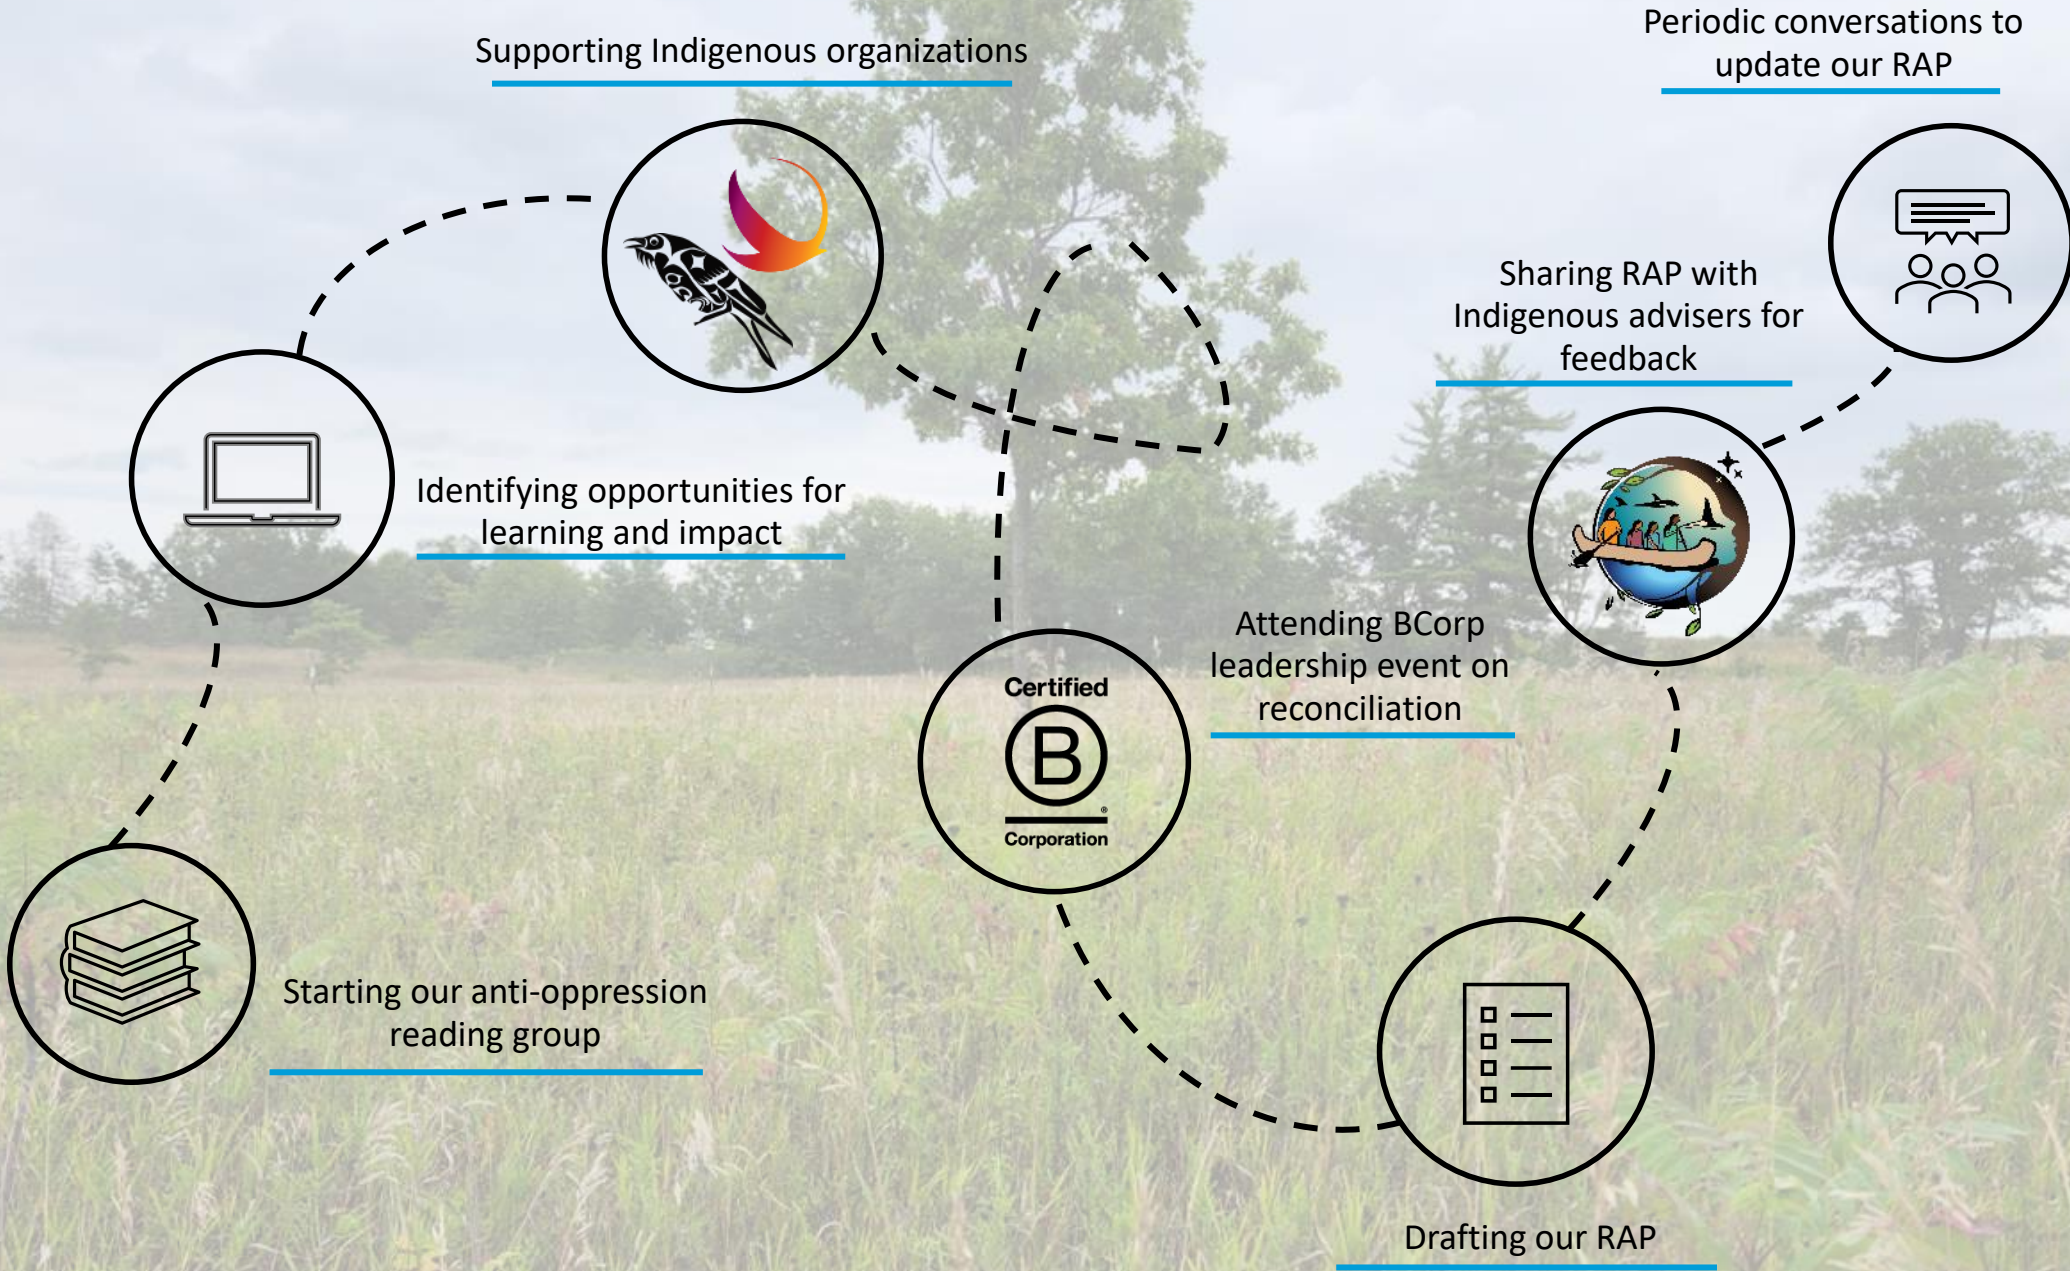 Supporting Indigenous organizations
Periodic conversations to
update our RAP
Sharing RAP with
Indigenous advisers for
feedback
Identifying opportunities for
learning and impact
Attending BCorp
leadership event on
reconciliation
Certified
B
®
Corporation
Starting our anti-oppression
reading group
Drafting our RAP